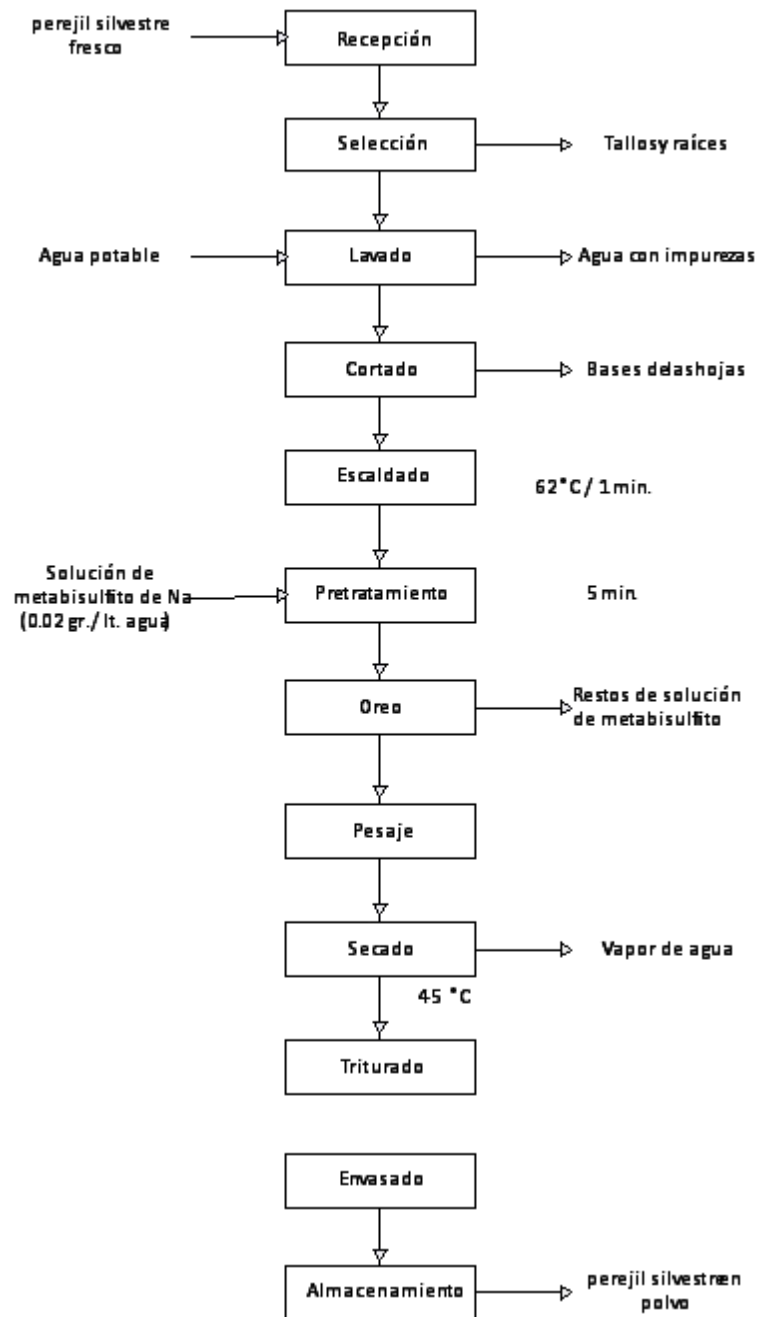 perejil silvestre
fresco
Recepción
Selección
Tallosy raíces
Agua potable
Lavado
Agua con impurezas
Cortado
Bases delashojas
Escaldado
62°C / 1 min.
Solución de
metabisulfito de Na
(0.02 gr./ lt. agua)
Pretratamiento
5 min.
Oreo
Restos de solución
de metabisulfito
Pesaje
Secado
Vapor de agua
45 °C
Triturado
Envasado
Almacenamiento
perejil silvestreen
polvo